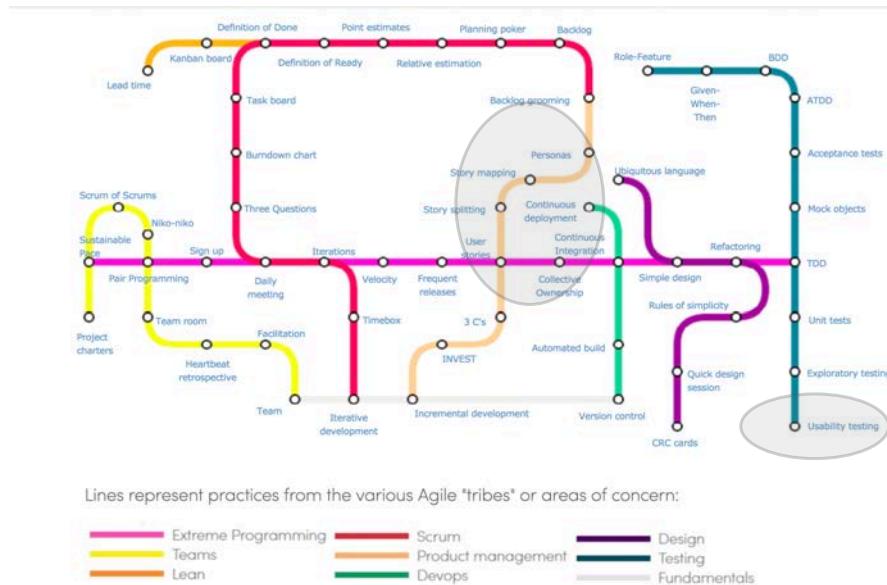 Definition of Done
Point estimates
Planning poker
Backlog
Kanban board
Definition of Ready
Relative estimation
Role-Feature
BDD
Lead time
Given-
When-
Then
Task board
Backlog grooming
ATDD
Burndown chart
Personas
Acceptance tests
Story mapping
Ubiquitous language
Scrum of Scrums
Three Questions
Story splitting
Continuous
deployment
Mock objects
Niko-niko
Sustainable
Pace
Pair Programming
Sign up
Daily
meeting
Iterations
Velocity
Frequent
releases
User
stories
Continuous
Integration
Collective
Ownership
Simple design
Refactoring
TDD
Project
charters
Team room
Facilitation
Timebox
3 C's
Rules of simplicity
Unit tests
Heartbeat
retrospective
INVEST
Automated build
Quick design
session
Exploratory testing
Team
Iterative
development
Incremental development
Version control
CRC cards
Usability testing
Lines represent practices from the various Agile "tribes" or areas of concern:
Extreme Programming
Scrum
Design
Teams
Product management
Testing
Lean
Devops
Fundamentals